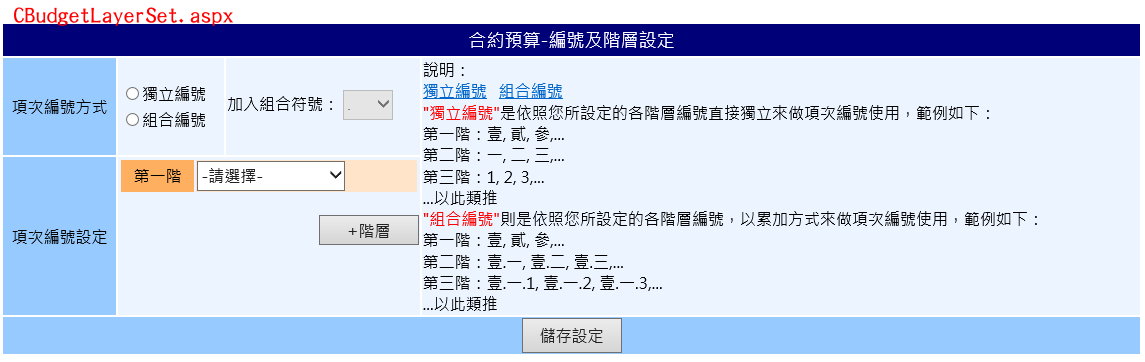 CBudgetLayerSet.aspx
合約預算-編號及階層設定
項次編號方式
獨立編號
組合編號
加入組合符號： .
說明：
獨立編號 組合編號
"獨立編號"是依照您所設定的各階層編號直接獨立來做項次編號使用，範例如下：
第一階：壹, 貳, 參,...
第二階：一, 二, 三,...
第三階：1, 2, 3,...
...以此類推
"組合編號"則是依照您所設定的各階層編號，以累加方式來做項次編號使用，範例如下：
第一階：壹, 貳, 參,...
第二階：壹.一, 壹.二, 壹.三,...
第三階：壹.一.1, 壹.一.2, 壹.一.3,...
...以此類推
項次編號設定
第一階 -請選擇-
+階層
儲存設定